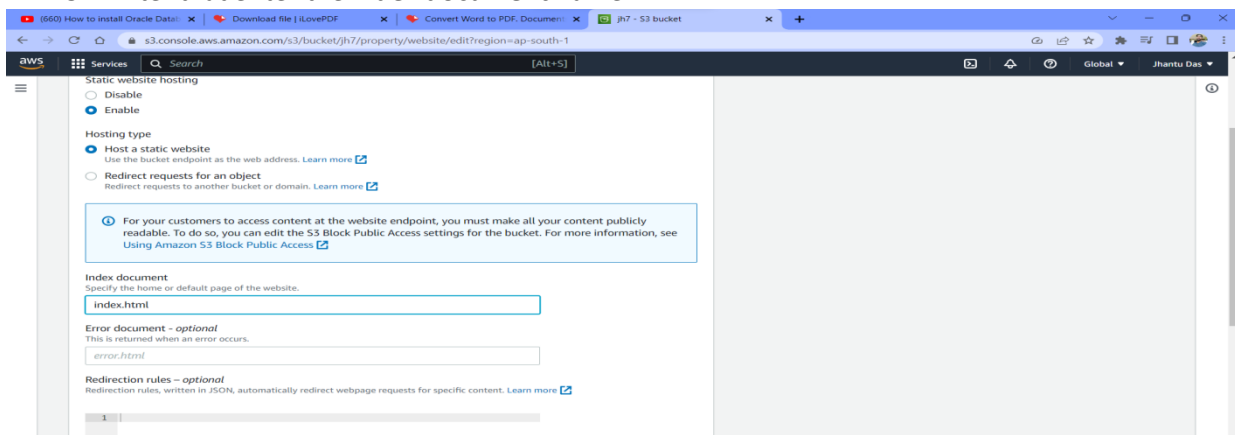 (660) How to install Oracle Datab
Download file | iLovePDF
Convert Word to PDF. Document
jh7 - S3 bucket
s3.console.aws.amazon.com/s3/bucket/jh7/property/website/edit?region=ap-south-1
aws
Services
Search
[Alt+S]
Global
Jhantu Das
Static website hosting
Disable
Enable
Hosting type
Host a static website
Use the bucket endpoint as the web address. Learn more
Redirect requests for an object
Redirect requests to another bucket or domain. Learn more
For your customers to access content at the website endpoint, you must make all your content publicly
readable. To do so, you can edit the S3 Block Public Access settings for the bucket. For more information, see
Using Amazon S3 Block Public Access
Index document
Specify the home or default page of the website.
index.html
Error document - optional
This is returned when an error occurs.
error.html
Redirection rules – optional
Redirection rules, written in JSON, automatically redirect webpage requests for specific content. Learn more
1